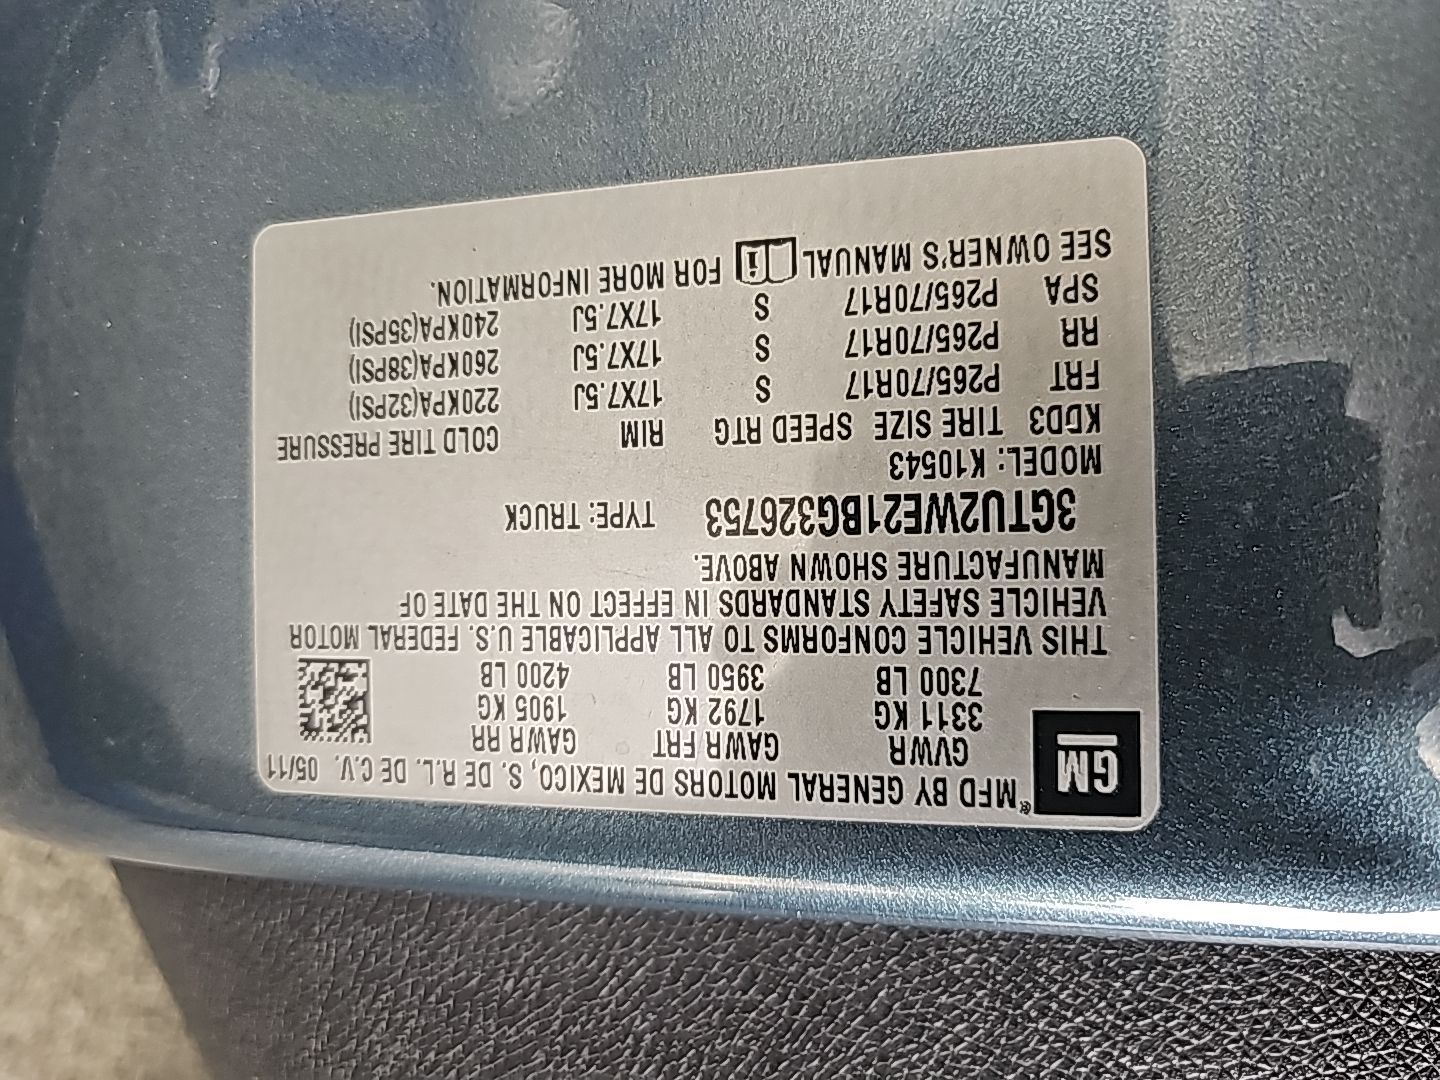 GM
MFD BY GENERAL MOTORS DE MEXICO, S. DE R.L. DE C.V. 05/11
GVWR GAWR FRT GAWR RR
3311 KG 1792 KG 1905 KG
7300 LB 3950 LB 4200 LB
THIS VEHICLE CONFORMS TO ALL APPLICABLE U.S. FEDERAL MOTOR
VEHICLE SAFETY STANDARDS IN EFFECT ON THE DATE OF
MANUFACTURE SHOWN ABOVE.
3GTU2WE21BG326753 TYPE: TRUCK
MODEL: K10543
KDD3 TIRE SIZE SPEED RTG RIM COLD TIRE PRESSURE
FRT P265/70R17 S 17X7.5J 220KPA(32PSI)
RR P265/70R17 S 17X7.5J 260KPA(38PSI)
SPA P265/70R17 S 17X7.5J 240KPA(35PSI)
SEE OWNER'S MANUAL FOR MORE INFORMATION.